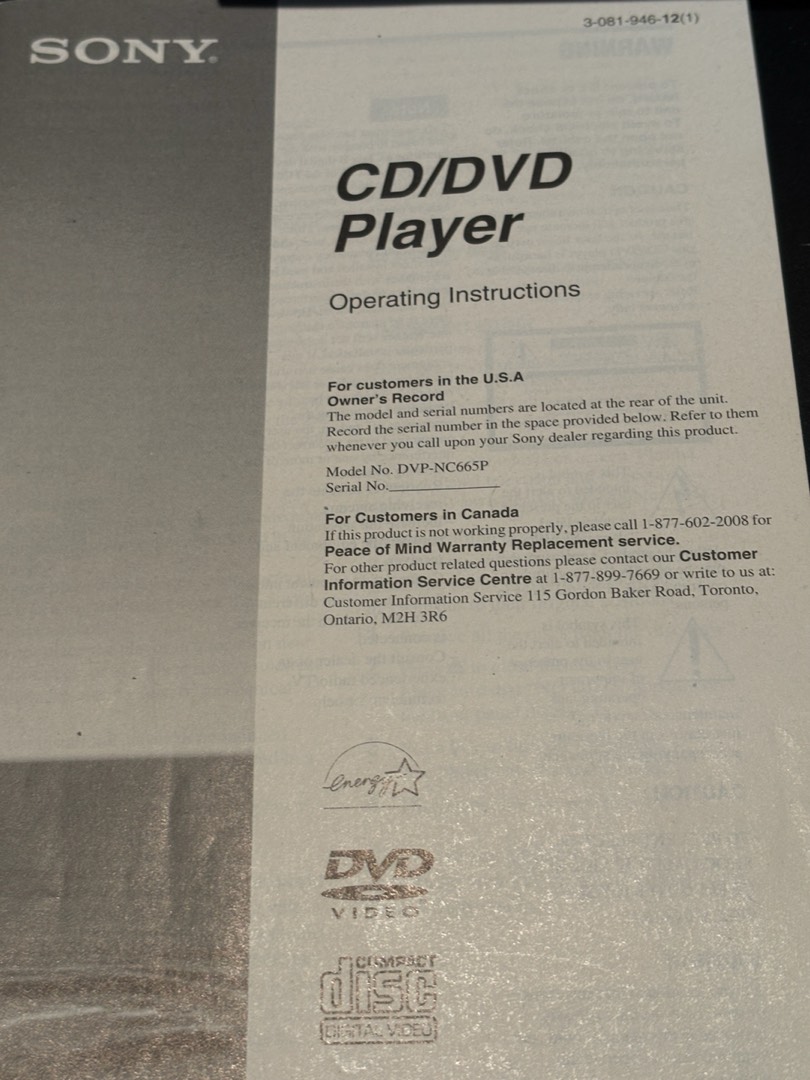 3-081-946-12(1)
SONY®
CD/DVD
Player
Operating Instructions
For customers in the U.S.A
Owner's Record
The model and serial numbers are located at the rear of the unit.
Record the serial number in the space provided below. Refer to them
whenever you call upon your Sony dealer regarding this product.
Model No. DVP-NC665P
Serial No.______________
For Customers in Canada
If this product is not working properly, please call 1-877-602-2008 for
Peace of Mind Warranty Replacement service.
For other product related questions please contact our Customer
Information Service Centre at 1-877-899-7669 or write to us at:
Customer Information Service 115 Gordon Baker Road, Toronto,
Ontario, M2H 3R6
energy
DVD
VIDEO
COMPACT
disc
DIGITAL VIDEO